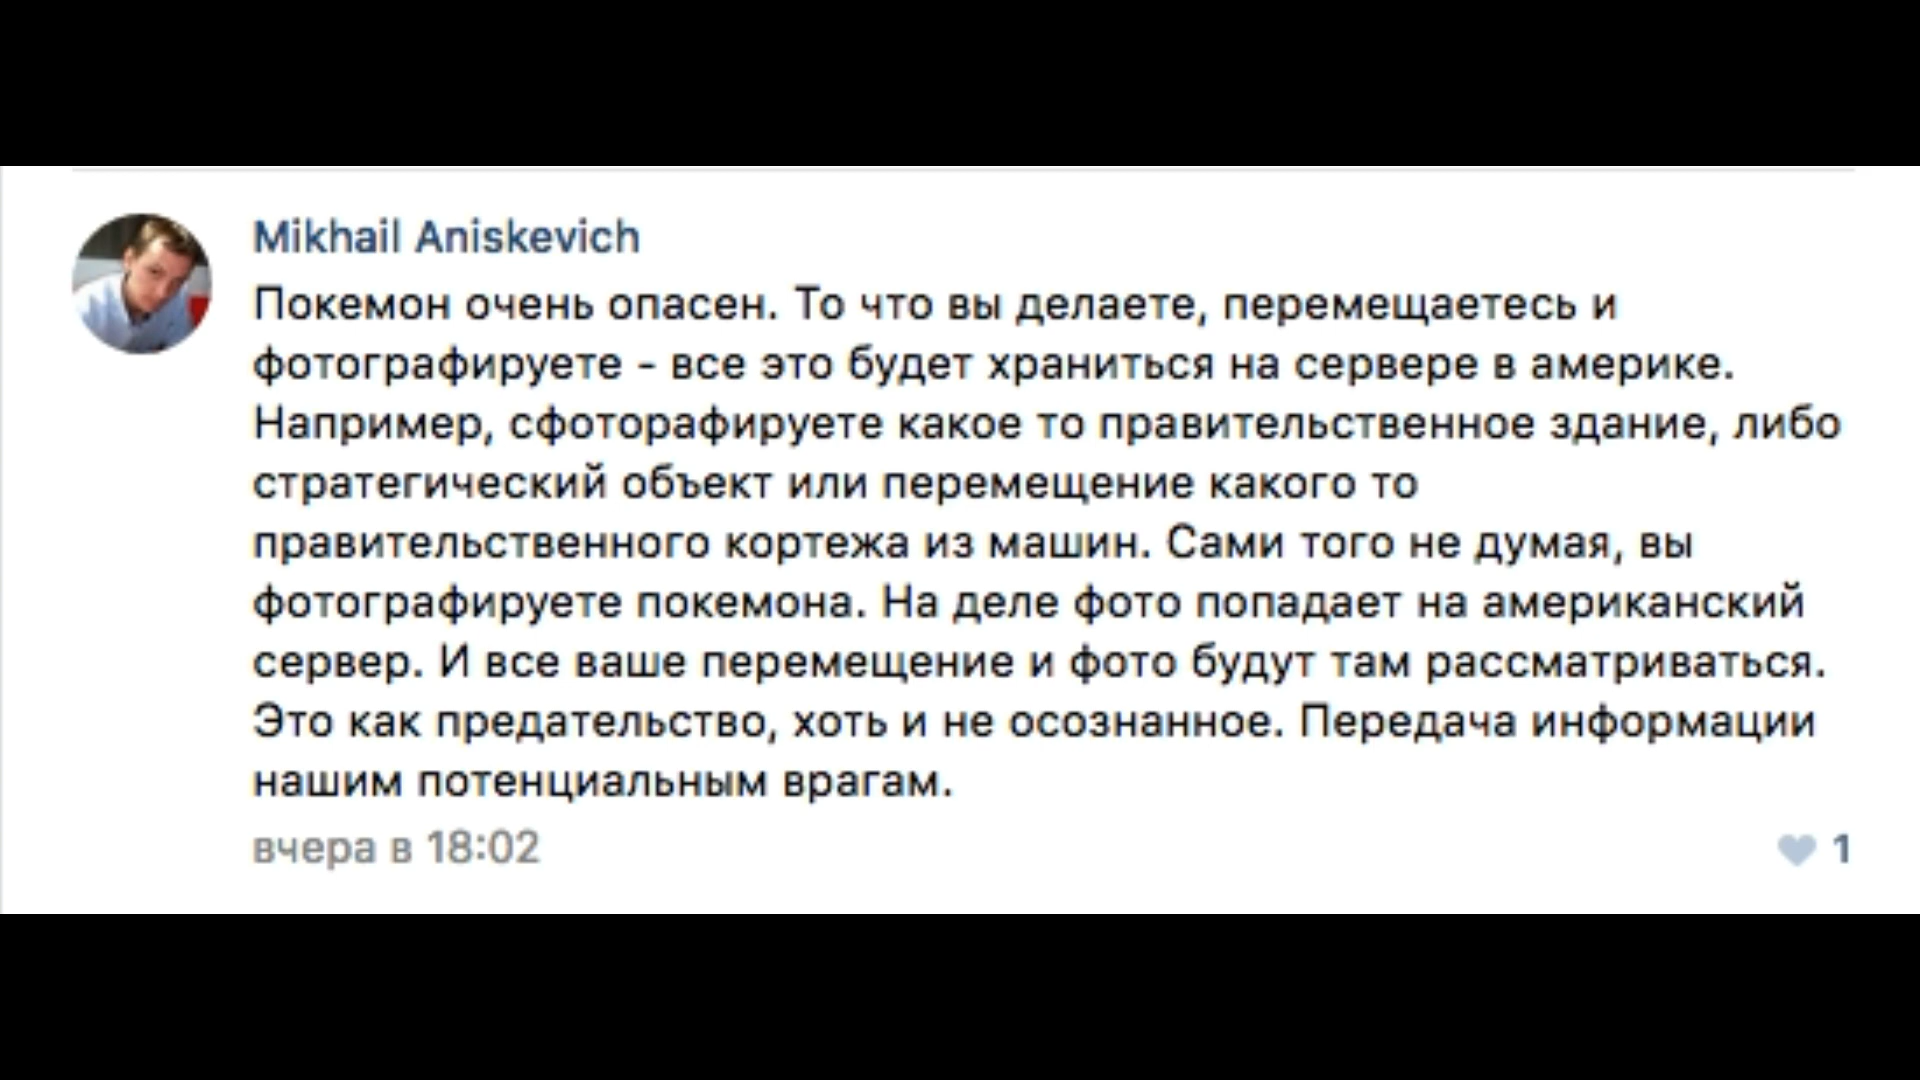 Mikhail Aniskevich
Покемон очень опасен. То что вы делаете, перемещаетесь и
фотографируете - все это будет храниться на сервере в америке.
Например, сфоторафируете какое то правительственное здание, либо
стратегический объект или перемещение какого то
правительственного кортежа из машин. Сами того не думая, вы
фотографируете покемона. На деле фото попадает на американский
сервер. И все ваше перемещение и фото будут там рассматриваться.
Это как предательство, хоть и не осознанное. Передача информации
нашим потенциальным врагам.
вчера в 18:02
1